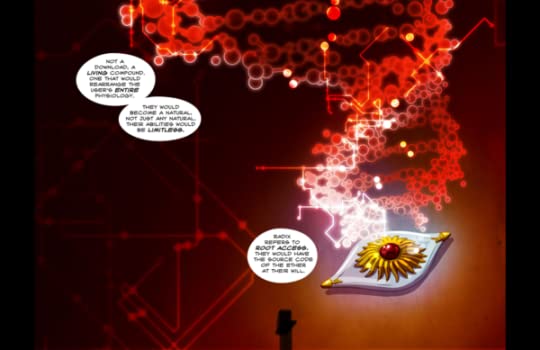 NOT A
DOWNLOAD, A
LIVING COMPOUND.
ONE THAT WOULD
REARRANGE THE
USER'S ENTIRE
PHYSIOLOGY.
THEY WOULD
BECOME A NATURAL.
NOT JUST ANY NATURAL.
THEIR ABILITIES WOULD
BE LIMITLESS.
RADIX
REFERS TO
ROOT ACCESS.
THEY WOULD HAVE
THE SOURCE CODE
OF THE ETHER
AT THEIR WILL.